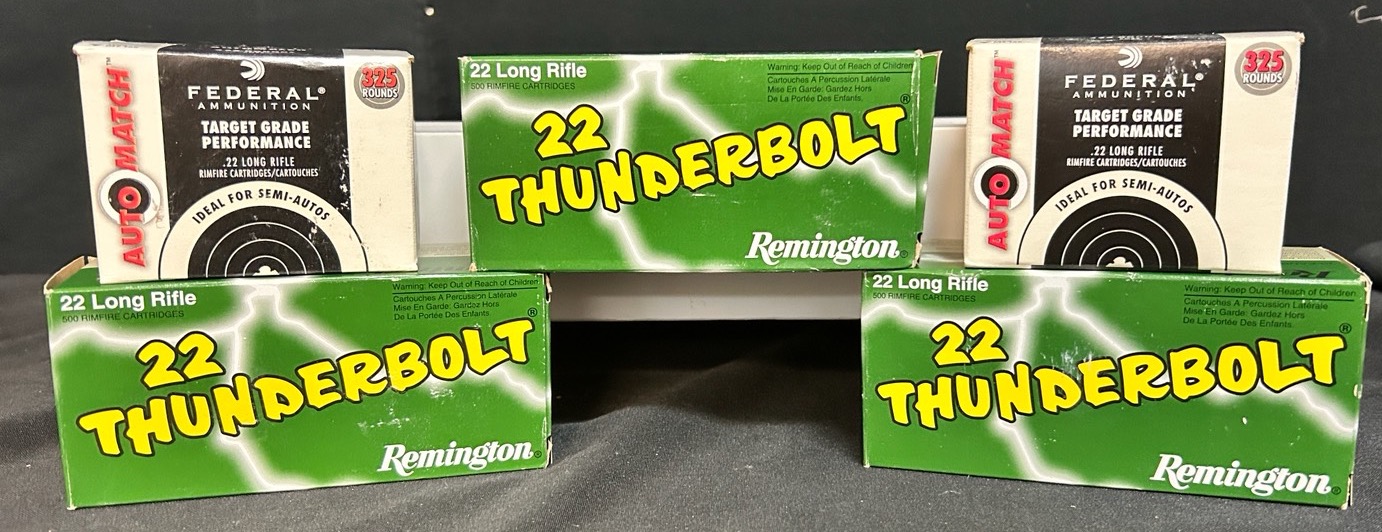 AUTO MATCH™
FEDERAL®
AMMUNITION
TARGET GRADE
PERFORMANCE
.22 LONG RIFLE
RIMFIRE CARTRIDGES/CARTOUCHES
IDEAL FOR SEMI-AUTOS
325
ROUNDS
22 Long Rifle
500 RIMFIRE CARTRIDGES
Warning: Keep Out of Reach of Children
Cartouches A Percussion Latérale
Mise En Garde: Gardez Hors
De La Portée Des Enfants.
22
THUNDERBOLT®
Remington®
AUTO MATCH™
FEDERAL®
AMMUNITION
TARGET GRADE
PERFORMANCE
.22 LONG RIFLE
RIMFIRE CARTRIDGES/CARTOUCHES
IDEAL FOR SEMI-AUTOS
325
ROUNDS
22 Long Rifle
500 RIMFIRE CARTRIDGES
Warning: Keep Out of Reach of Children
Cartouches A Percussion Latérale
Mise En Garde: Gardez Hors
De La Portée Des Enfants.
22
THUNDERBOLT®
Remington®
22 Long Rifle
500 RIMFIRE CARTRIDGES
Warning: Keep Out of Reach of Children
Cartouches A Percussion Latérale
Mise En Garde: Gardez Hors
De La Portée Des Enfants.
22
THUNDERBOLT®
Remington®